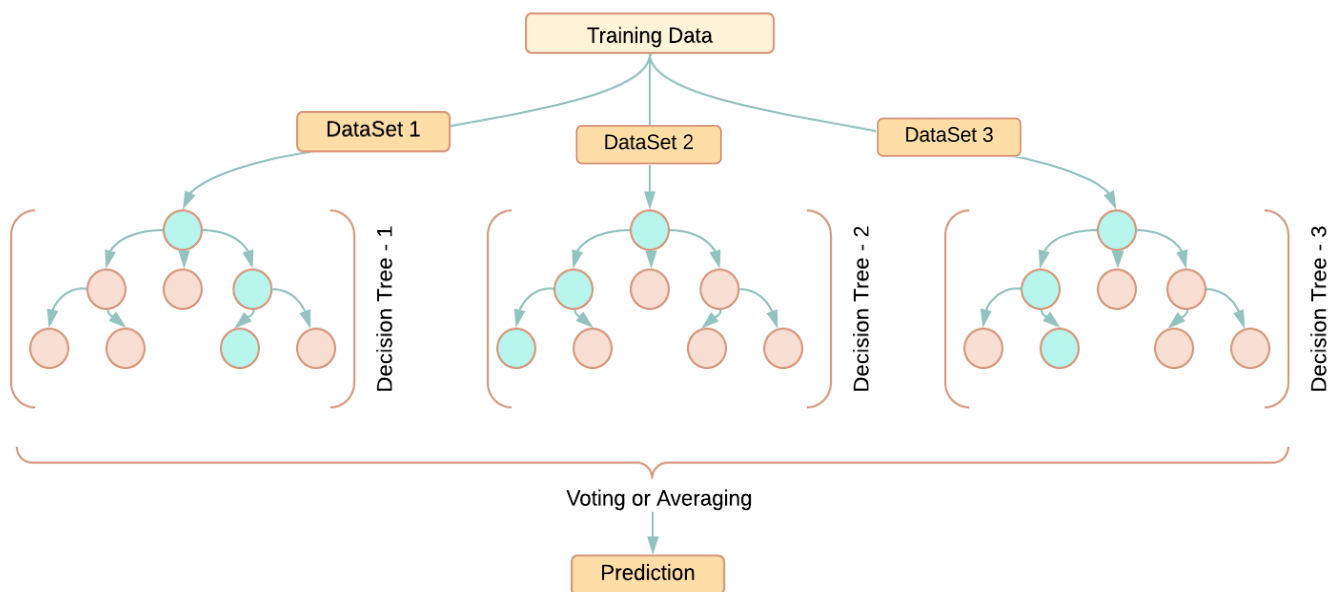 Training Data
DataSet 1
DataSet 2
DataSet 3
Decision Tree - 1
Decision Tree - 2
Decision Tree - 3
Voting or Averaging
Prediction